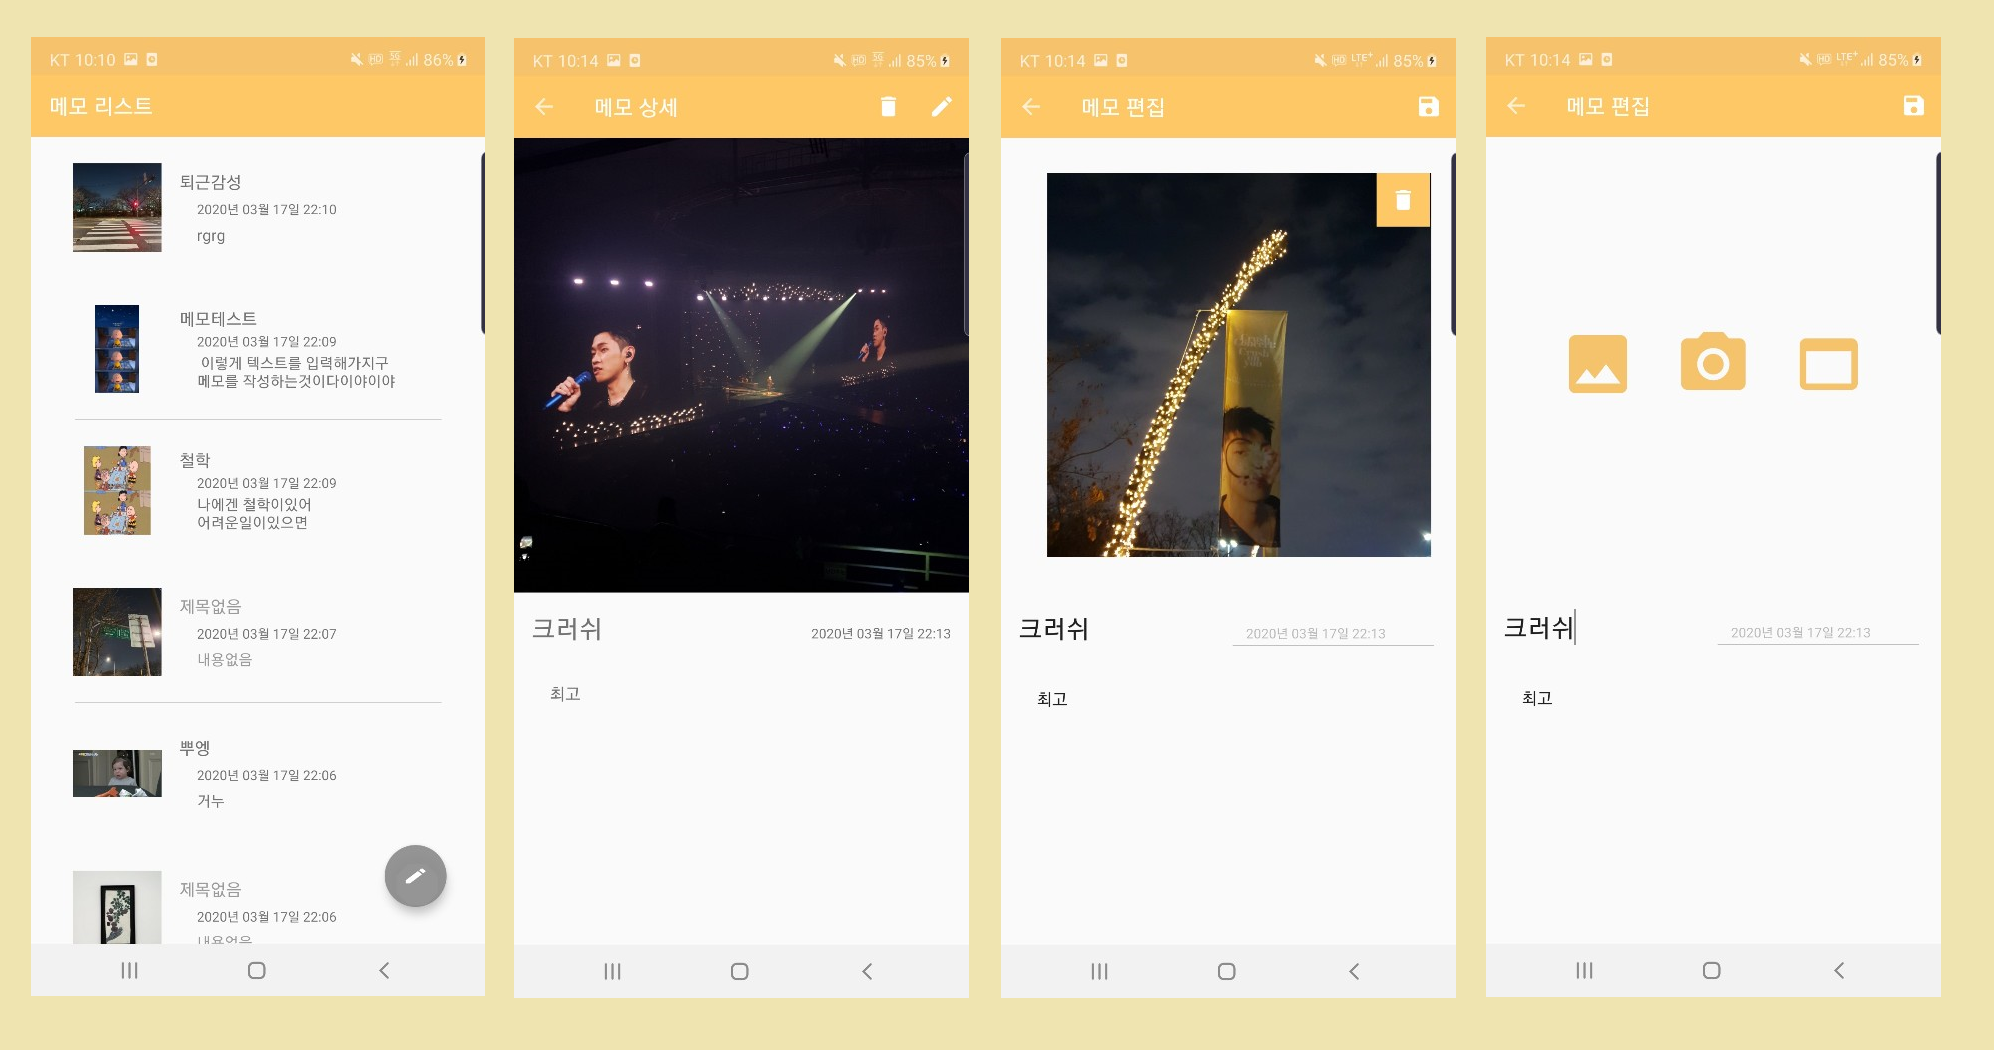 KT 10:10
HD 5G 86%
메모 리스트
퇴근감성
2020년 03월 17일 22:10
rgrg
메모테스트
2020년 03월 17일 22:09
이렇게 텍스트를 입력해가지구
메모를 작성하는것이다이야이야
철학
2020년 03월 17일 22:09
나에겐 철학이있어
어려운일이있으면
제목없음
2020년 03월 17일 22:07
내용없음
뿌엥
2020년 03월 17일 22:06
거누
제목없음
2020년 03월 17일 22:06
내용없음
KT 10:14
HD 5G 85%
메모 상세
크러쉬
2020년 03월 17일 22:13
최고
KT 10:14
HD LTE+ 85%
메모 편집
크러쉬
2020년 03월 17일 22:13
최고
KT 10:14
HD LTE+ 85%
메모 편집
크러쉬
2020년 03월 17일 22:13
최고